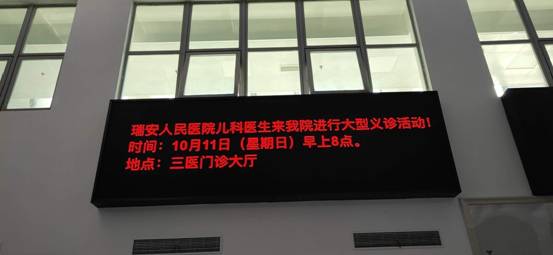 瑞安人民医院儿科医生来我院进行大型义诊活动！
时间：10月11日（星期日）早上8点。
地点：三医门诊大厅